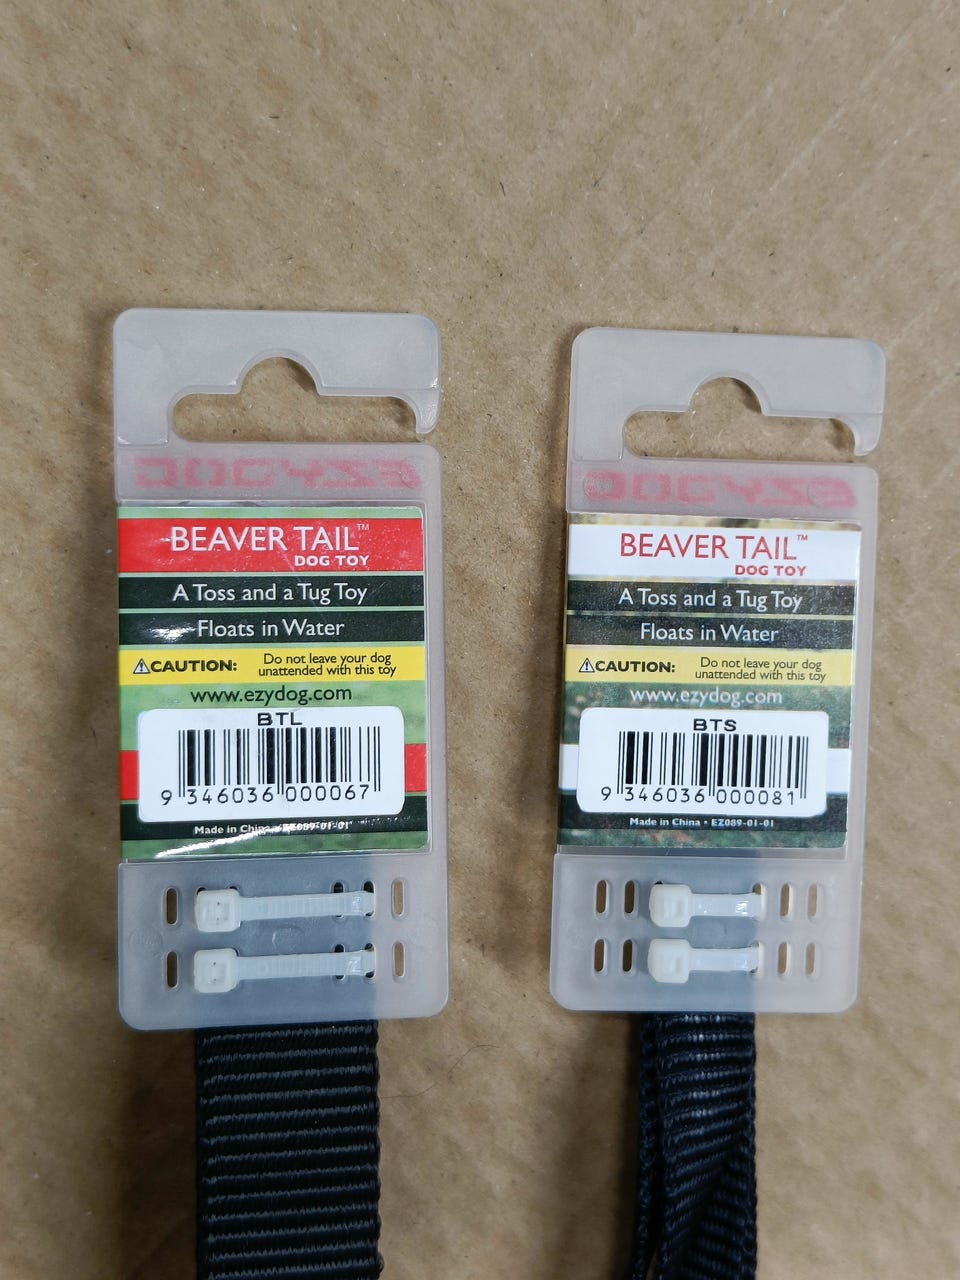 EZYDOG
BEAVER TAIL™
DOG TOY
A Toss and a Tug Toy
Floats in Water
⚠CAUTION: Do not leave your dog
unattended with this toy
www.ezydog.com
BTL
9 346036 000067
Made in China • EZ089-01-01
EZYDOG
BEAVER TAIL™
DOG TOY
A Toss and a Tug Toy
Floats in Water
⚠CAUTION: Do not leave your dog
unattended with this toy
www.ezydog.com
BTS
9 346036 000081
Made in China • EZ089-01-01